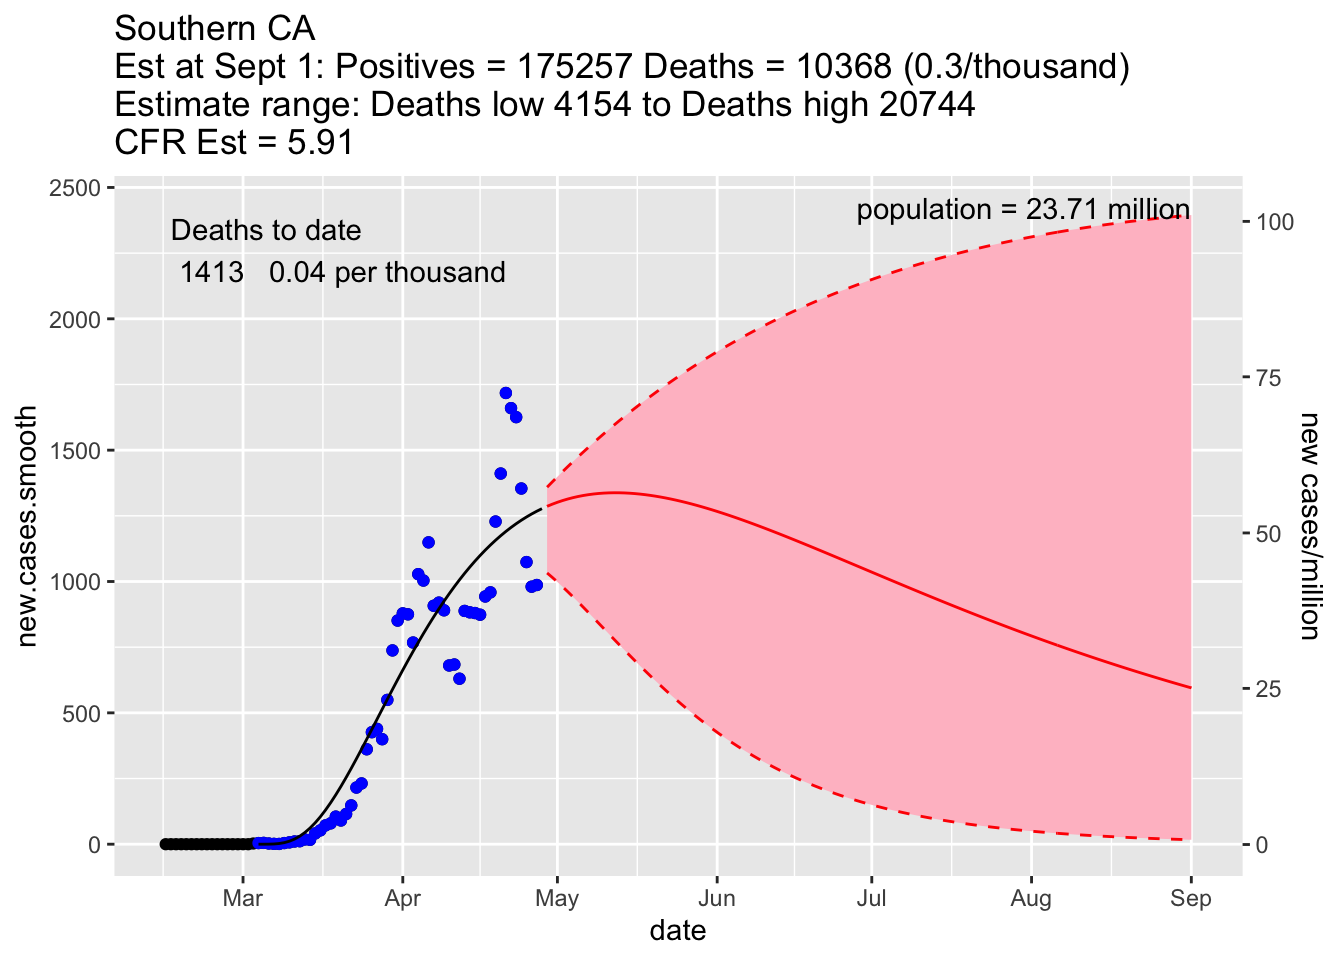 Southern CA
Est at Sept 1: Positives = 175257 Deaths = 10368 (0.3/thousand)
Estimate range: Deaths low 4154 to Deaths high 20744
CFR Est = 5.91
population = 23.71 million
Deaths to date
1413 0.04 per thousand
2500
2000
1500
1000
500
0
new.cases.smooth
100
75
50
25
0
new cases/million
Mar Apr May Jun Jul Aug Sep
date